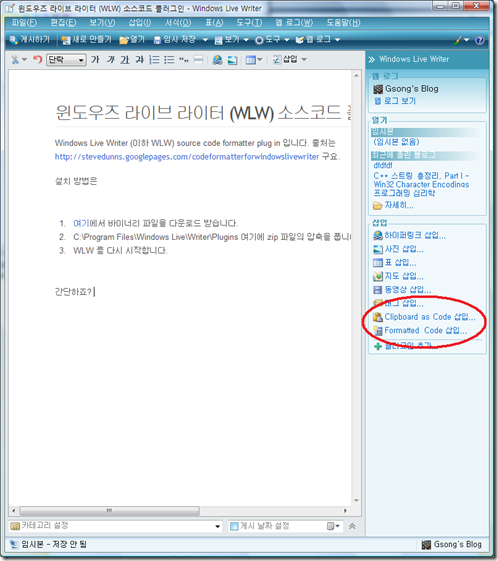 윈도우즈 라이브 라이터 (WLW) 소스코드 플러그인 - Windows Live Writer
파일(F) 편집(E) 보기(V) 삽입(I) 서식(O) 표(A) 도구(T) 웹 로그(W) 도움말(H)
게시하기 새로 만들기 열기 임시 저장 보기 도구 웹 로그
단락 삽입
윈도우즈 라이브 라이터 (WLW) 소스코드 플
Windows Live Writer (이하 WLW) source code formatter plug in 입니다. 출처는
http://stevedunns.googlepages.com/codeformatterforwindowslivewriter 구요.
설치 방법은
1. 여기에서 바이너리 파일을 다운로드 받습니다.
2. C:\Program Files\Windows Live\Writer\Plugins 여기에 zip 파일의 압축을 풉니
3. WLW 를 다시 시작합니다.
간단하죠?
카테고리 설정 게시 날짜 설정
임시본 - 저장 안 됨 Gsong's Blog
Windows Live Writer
웹 로그
Gsong's Blog
웹 로그 보기
열기
임시본
(임시본 없음)
최근에 올린 블로그
dfdfdf
C++ 스트링 총정리, Part I -
Win32 Character Encodings
프로그래밍 심리학
자세히...
삽입
하이퍼링크 삽입...
사진 삽입...
표 삽입...
지도 삽입...
동영상 삽입...
태그 삽입...
Clipboard as Code 삽입...
Formatted Code 삽입...
플러그인 추가...